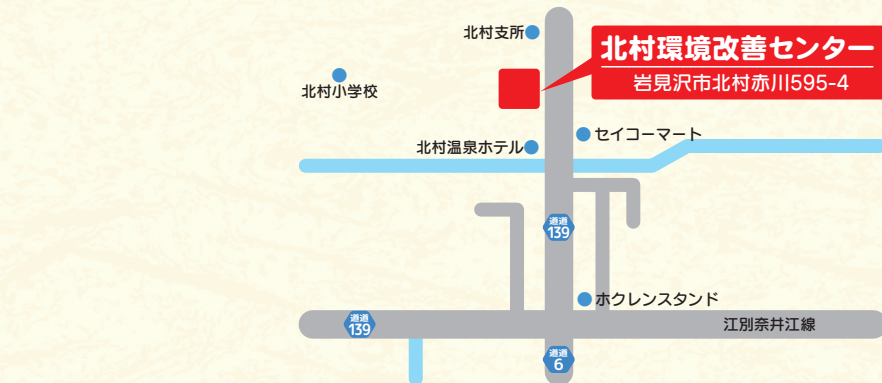 北村支所
北村環境改善センター
岩見沢市北村赤川595-4
北村小学校
セイコーマート
北村温泉ホテル
道道
139
ホクレンスタンド
道道
139
江別奈井江線
道道
6